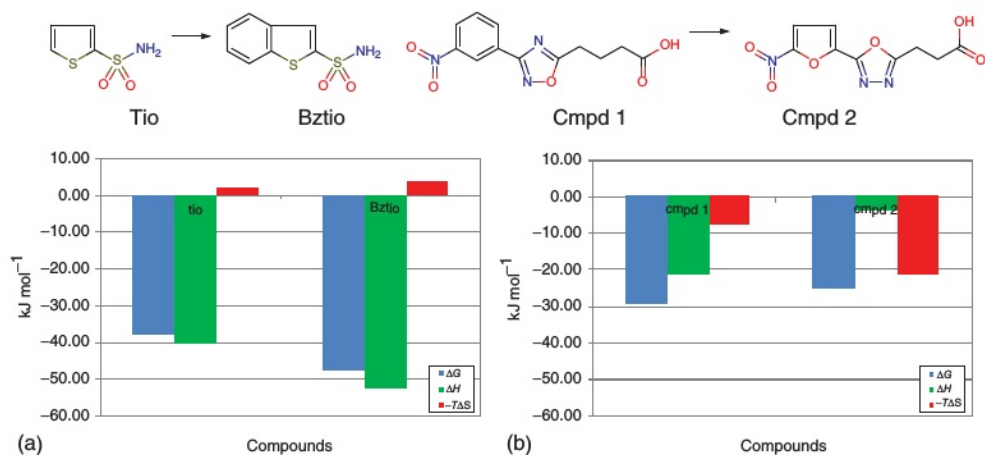 S
S
NH₂
O
O
Tio
S
S
NH₂
O
O
Bztio
N
N
O
N
O
O
OH
O
Cmpd 1
N
O
O
O
O
N
N
O
OH
Cmpd 2
10.00
0.00
−10.00
−20.00
−30.00
−40.00
−50.00
−60.00
kJ mol⁻¹
tio
Bztio
ΔG
ΔH
−TΔS
(a)
Compounds
10.00
0.00
−10.00
−20.00
−30.00
−40.00
−50.00
−60.00
kJ mol⁻¹
cmpd 1
cmpd 2
ΔG
ΔH
−TΔS
(b)
Compounds